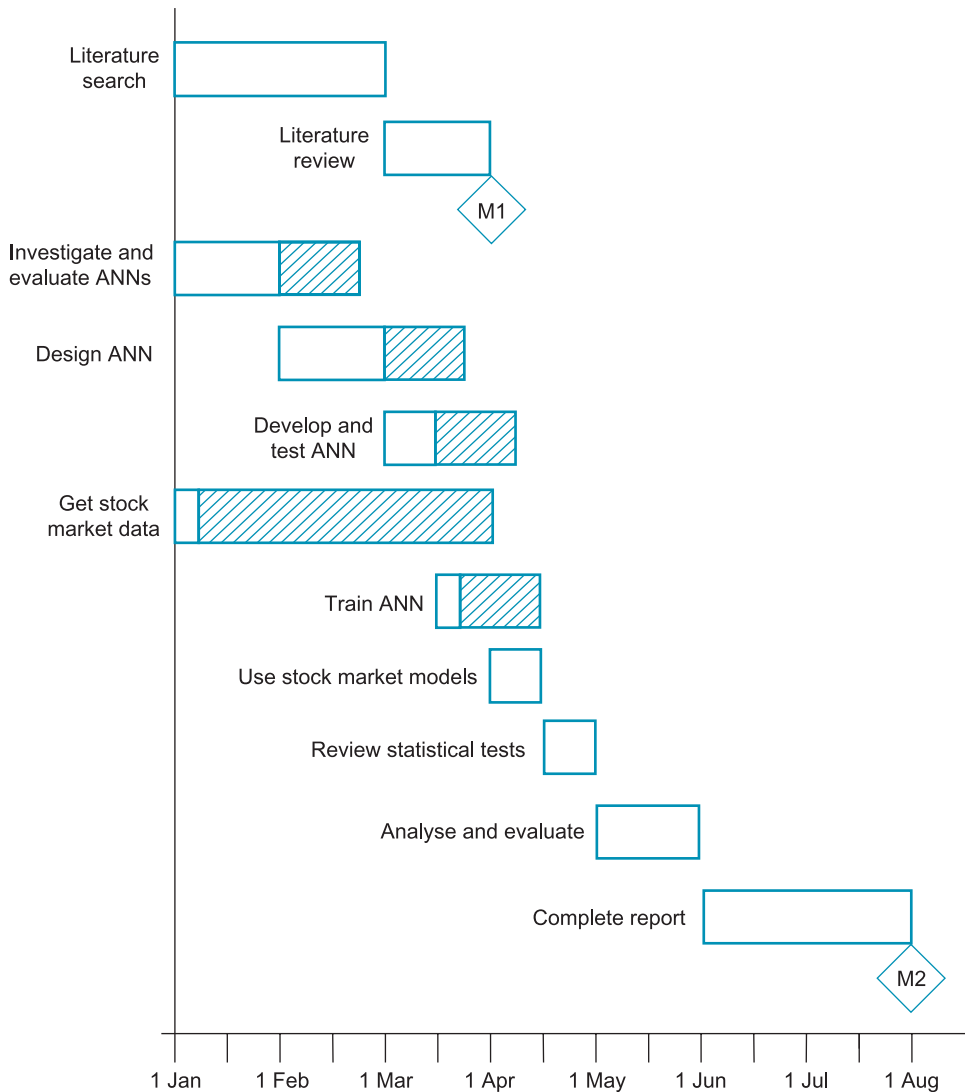 Literature
search
Literature
review
M1
Investigate and
evaluate ANNs
Design ANN
Develop and
test ANN
Get stock
market data
Train ANN
Use stock market models
Review statistical tests
Analyse and evaluate
Complete report
M2
1 Jan 1 Feb 1 Mar 1 Apr 1 May 1 Jun 1 Jul 1 Aug